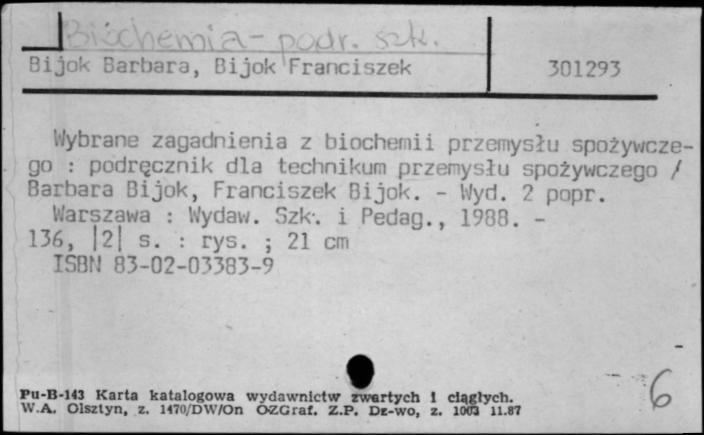 Biochemia - podr. szk.
Bijok Barbara, Bijok Franciszek 301293
Wybrane zagadnienia z biochemii przemysłu spożywcze-
go : podręcznik dla technikum przemysłu spożywczego /
Barbara Bijok, Franciszek Bijok. - Wyd. 2 popr.
Warszawa : Wydaw. Szk. i Pedag., 1988. -
136, |2| s. : rys. ; 21 cm
ISBN 83-02-03383-9
Pu-B-143 Karta katalogowa wydawnictw zwartych i ciągłych.
W.A. Olsztyn, z. 1470/DW/On OZGraf. Z.P. Dz-wo, z. 1003 11.87
6